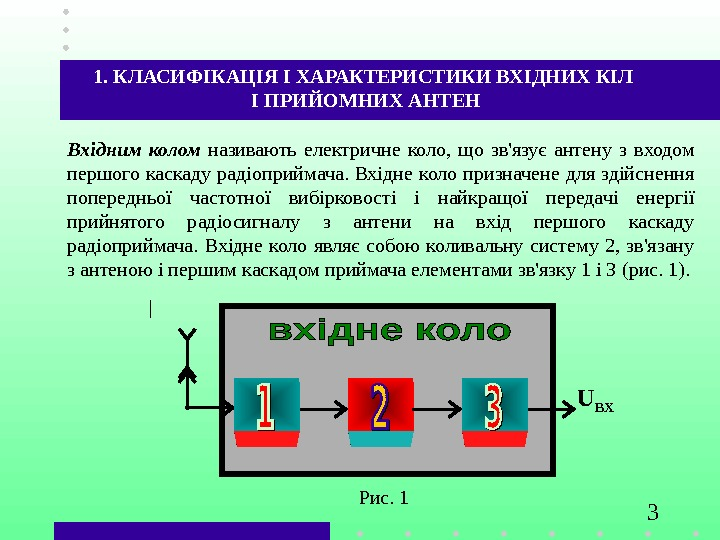 1. КЛАСИФІКАЦІЯ І ХАРАКТЕРИСТИКИ ВХІДНИХ КІЛ
І ПРИЙОМНИХ АНТЕН
Вхідним колом називають електричне коло, що зв'язує антену з входом
першого каскаду радіоприймача. Вхідне коло призначене для здійснення
попередньої частотної вибірковості і найкращої передачі енергії
прийнятого радіосигналу з антени на вхід першого каскаду
радіоприймача. Вхідне коло являє собою коливальну систему 2, зв'язану
з антеною і першим каскадом приймача елементами зв'язку 1 і 3 (рис. 1).
вхідне коло
1 2 3
Uвх
Рис. 1
3